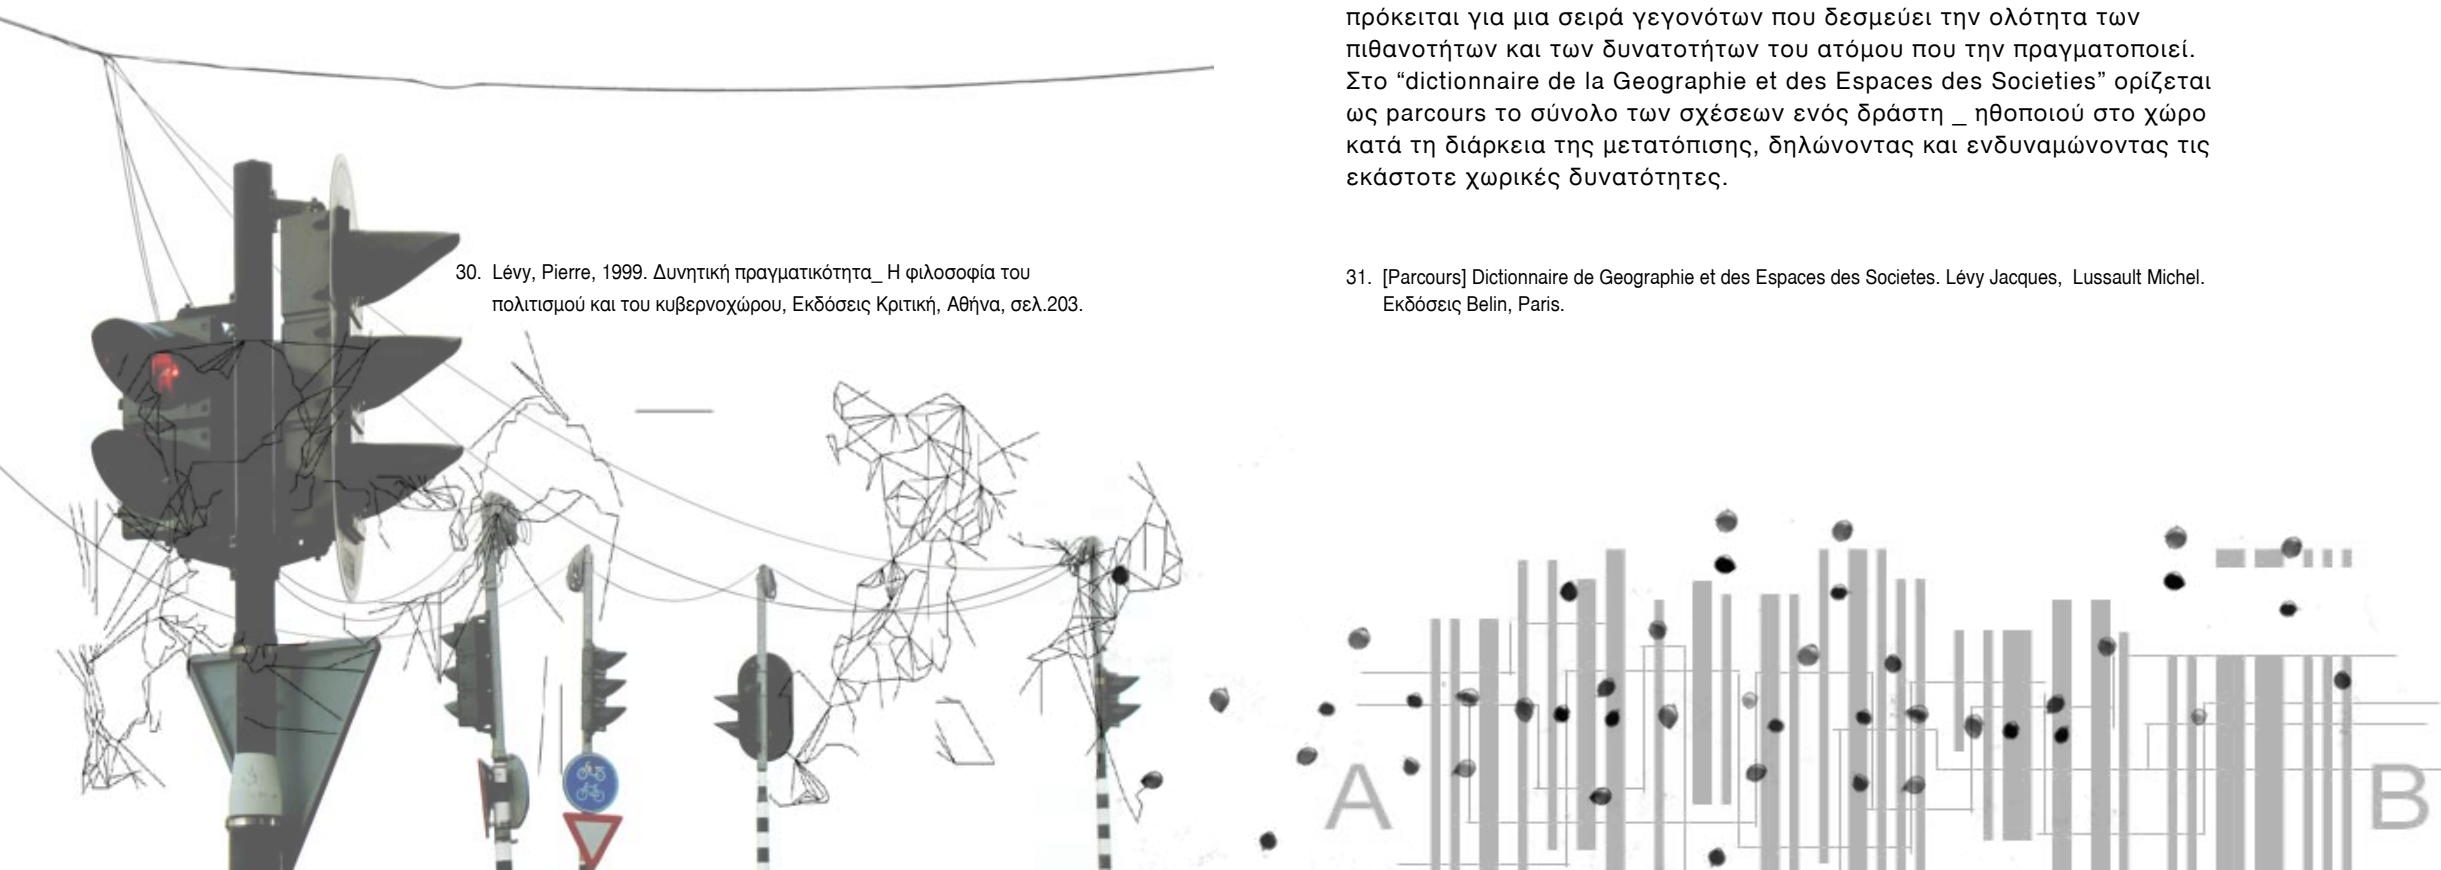 πρόκειται για μια σειρά γεγονότων που δεσμεύει την ολότητα των
πιθανοτήτων και των δυνατοτήτων του ατόμου που την πραγματοποιεί.
Στο “dictionnaire de la Geographie et des Espaces des Societies” ορίζεται
ως parcours το σύνολο των σχέσεων ενός δράστη _ ηθοποιού στο χώρο
κατά τη διάρκεια της μετατόπισης, δηλώνοντας και ενδυναμώνοντας τις
εκάστοτε χωρικές δυνατότητες.
30. Lévy, Pierre, 1999. Δυνητική πραγματικότητα_ Η φιλοσοφία του
πολιτισμού και του κυβερνοχώρου, Εκδόσεις Κριτική, Αθήνα, σελ.203.
31. [Parcours] Dictionnaire de Geographie et des Espaces des Societes. Lévy Jacques, Lussault Michel.
Εκδόσεις Belin, Paris.
A
B